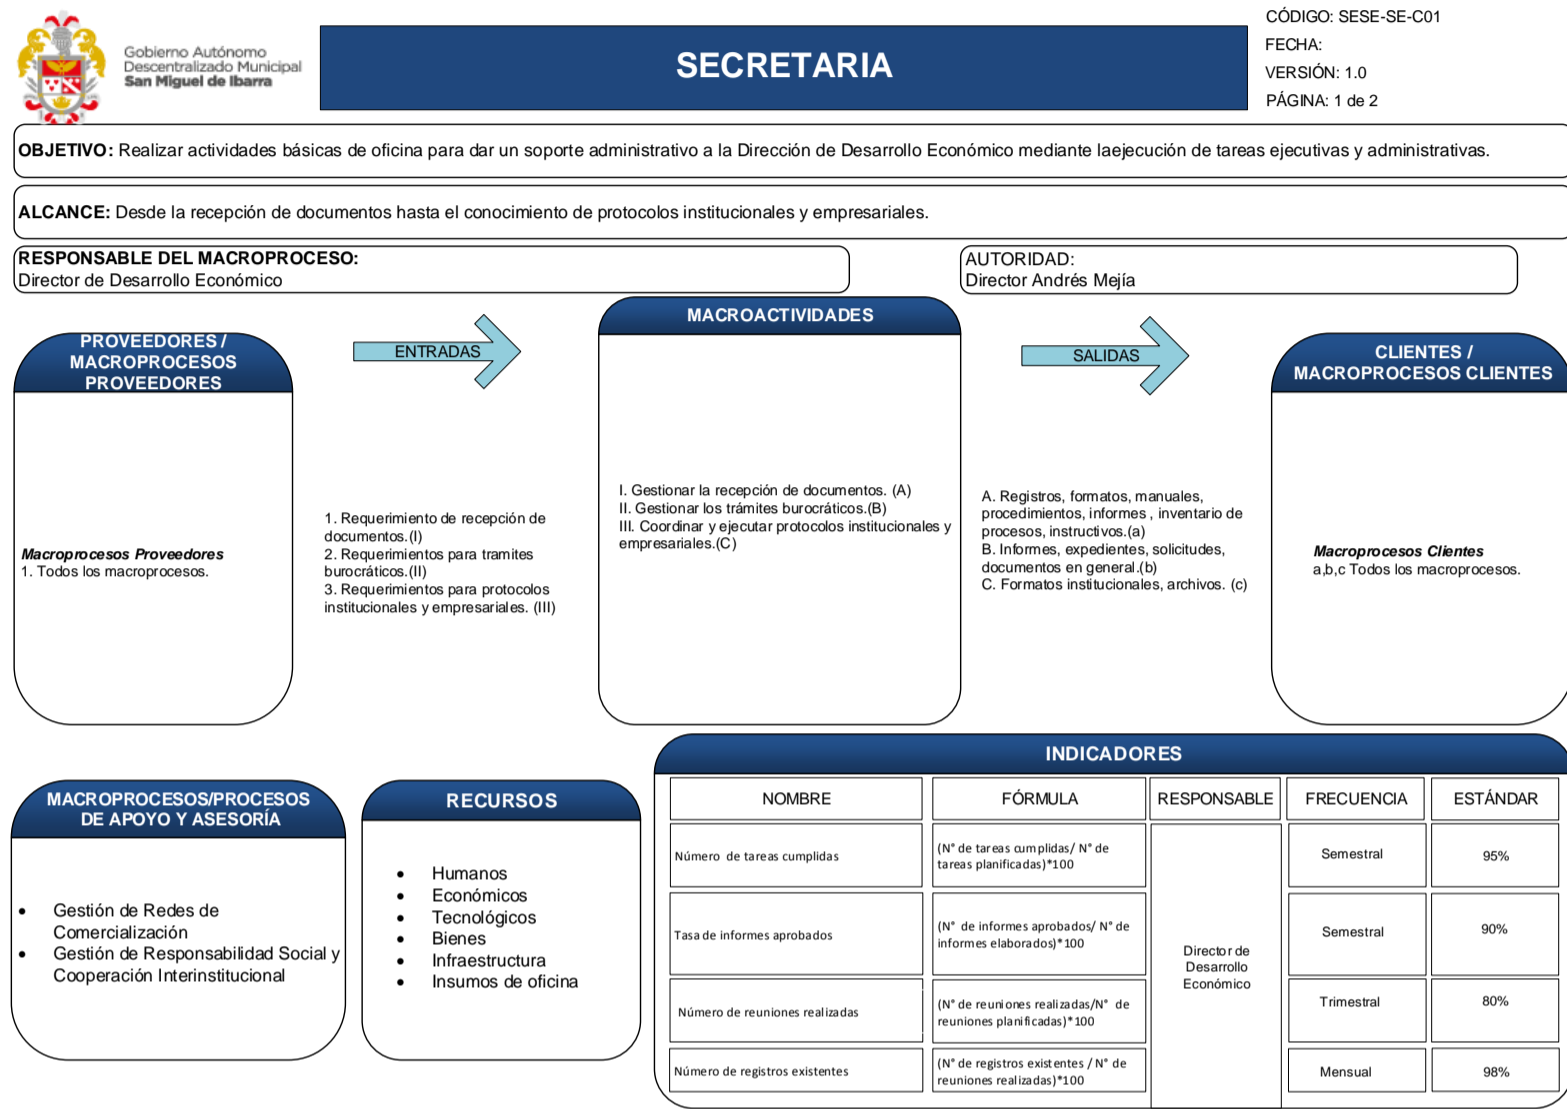 Gobierno Autónomo
Descentralizado Municipal
San Miguel de Ibarra
SECRETARIA
CÓDIGO: SESE-SE-C01
FECHA:
VERSIÓN: 1.0
PÁGINA: 1 de 2
OBJETIVO: Realizar actividades básicas de oficina para dar un soporte administrativo a la Dirección de Desarrollo Económico mediante laejecución de tareas ejecutivas y administrativas.
ALCANCE: Desde la recepción de documentos hasta el conocimiento de protocolos institucionales y empresariales.
RESPONSABLE DEL MACROPROCESO:
Director de Desarrollo Económico
AUTORIDAD:
Director Andrés Mejía
PROVEEDORES /
MACROPROCESOS
PROVEEDORES
Macroprocesos Proveedores
1. Todos los macroprocesos.
ENTRADAS
1. Requerimiento de recepción de
documentos.(I)
2. Requerimientos para tramites
burocráticos.(II)
3. Requerimientos para protocolos
institucionales y empresariales. (III)
MACROACTIVIDADES
I. Gestionar la recepción de documentos. (A)
II. Gestionar los trámites burocráticos.(B)
III. Coordinar y ejecutar protocolos institucionales y
empresariales.(C)
SALIDAS
A. Registros, formatos, manuales,
procedimientos, informes , inventario de
procesos, instructivos.(a)
B. Informes, expedientes, solicitudes,
documentos en general.(b)
C. Formatos institucionales, archivos. (c)
CLIENTES /
MACROPROCESOS CLIENTES
Macroprocesos Clientes
a,b,c Todos los macroprocesos.
MACROPROCESOS/PROCESOS
DE APOYO Y ASESORÍA
• Gestión de Redes de
Comercialización
• Gestión de Responsabilidad Social y
Cooperación Interinstitucional
RECURSOS
• Humanos
• Económicos
• Tecnológicos
• Bienes
• Infraestructura
• Insumos de oficina
INDICADORES
NOMBRE FÓRMULA RESPONSABLE FRECUENCIA ESTÁNDAR
Número de tareas cumplidas
(N° de tareas cumplidas/ N° de
tareas planificadas)*100
Semestral
95%
Tasa de informes aprobados
(N° de informes aprobados/ N° de
informes elaborados)*100
Semestral
90%
Director de
Desarrollo
Económico
Número de reuniones realizadas
(N° de reuniones realizadas/N° de
reuniones planificadas)*100
Trimestral
80%
Número de registros existentes
(N° de registros existentes / N° de
reuniones realizadas)*100
Mensual
98%